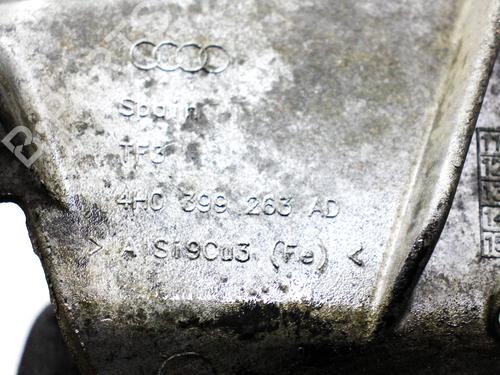 Spain
TF3
4H0 399 263 AD
> A Si9Cu3 (Fe) <